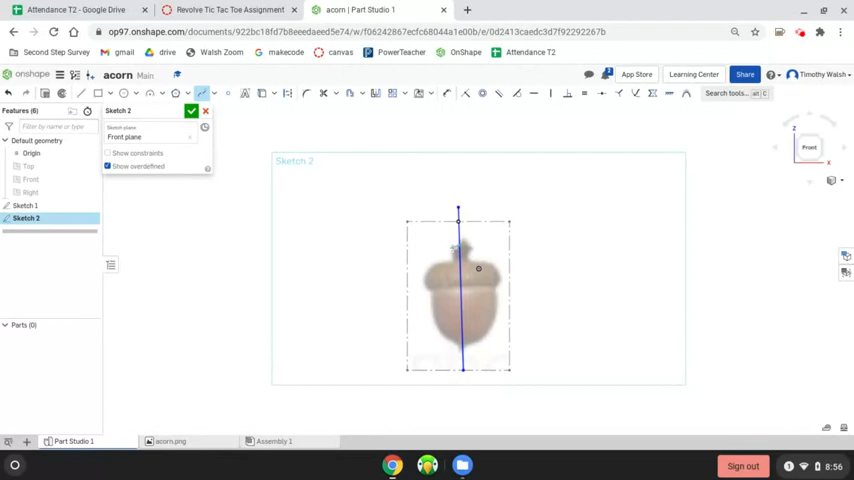 Attendance T2 - Google Drive
Revolve Tic Tac Toe Assignment
acorn | Part Studio 1
op97.onshape.com/documents/922bc18fd7b8eeedaeed5e74/w/f06242867ecfc68044a1e00b/e/0d2413caedc3d7f92292267b
Second Step Survey
gmail
drive
Walsh Zoom
makecode
canvas
PowerTeacher
OnShape
Attendance T2
onshape
acorn Main
App Store
Learning Center
Share
Timothy Walsh
Search tools...
alt
C
Features (6)
Filter by name or type
Default geometry
Origin
Top
Front
Right
Sketch 1
Sketch 2
Parts (0)
Sketch 2
Sketch plane
Front plane
Show constraints
Show overdefined
Sketch 2
Z
Front
X
Part Studio 1
acorn.png
Assembly 1
Sign out
8:56